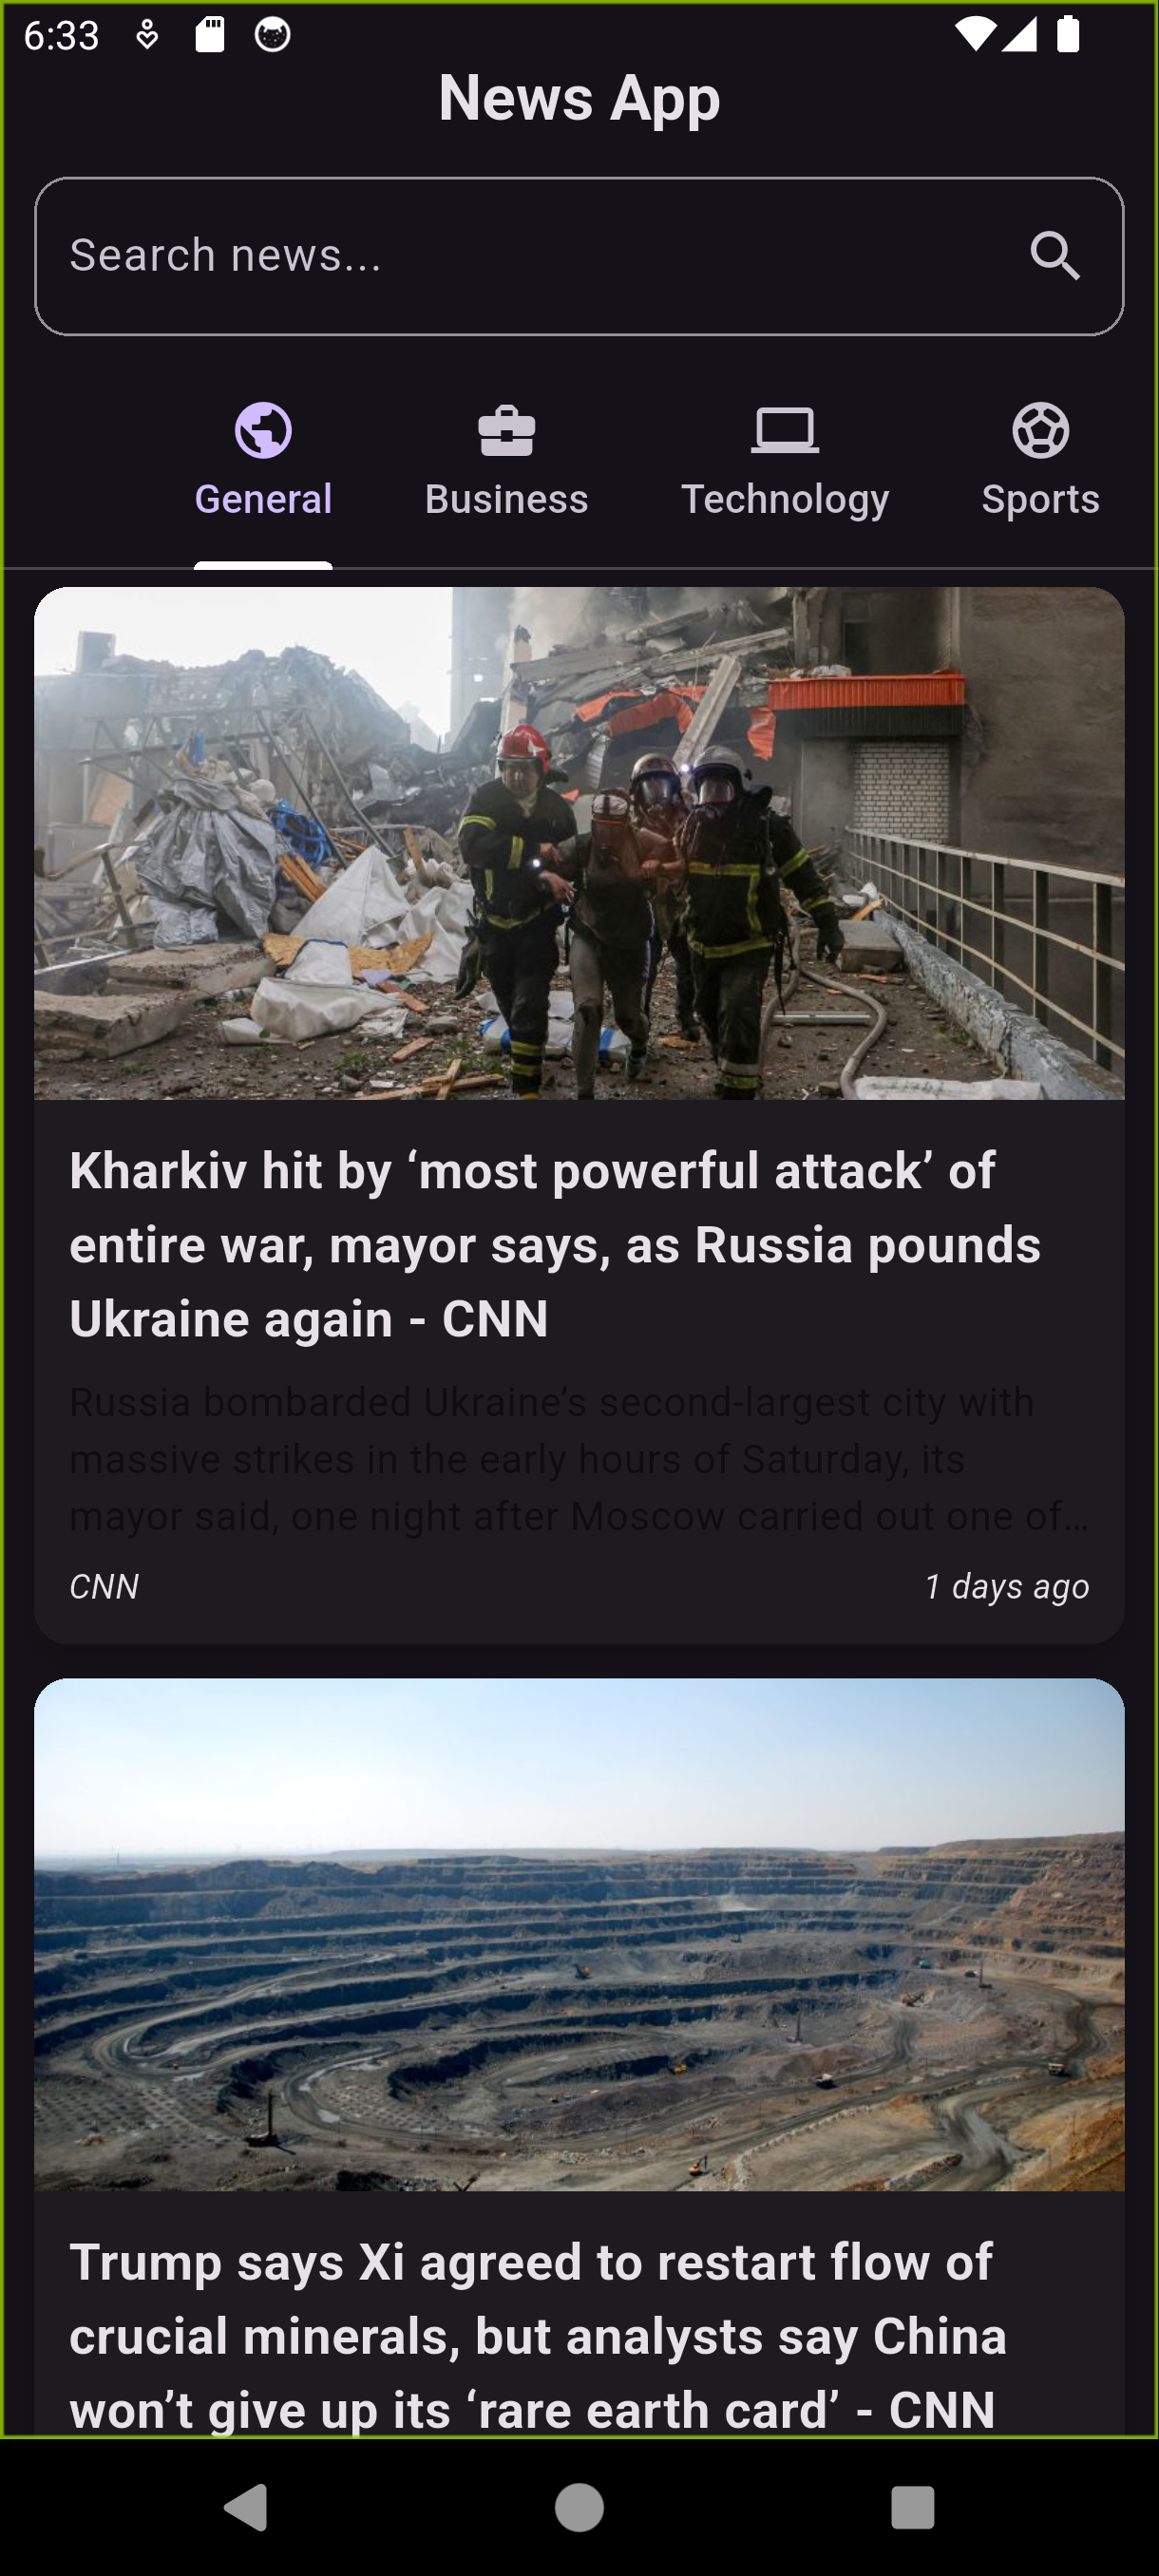 6:33
News App
Search news...
General
Business
Technology
Sports
Kharkiv hit by ‘most powerful attack’ of
entire war, mayor says, as Russia pounds
Ukraine again - CNN
Russia bombarded Ukraine’s second-largest city with
massive strikes in the early hours of Saturday, its
mayor said, one night after Moscow carried out one of…
CNN
1 days ago
Trump says Xi agreed to restart flow of
crucial minerals, but analysts say China
won’t give up its ‘rare earth card’ - CNN